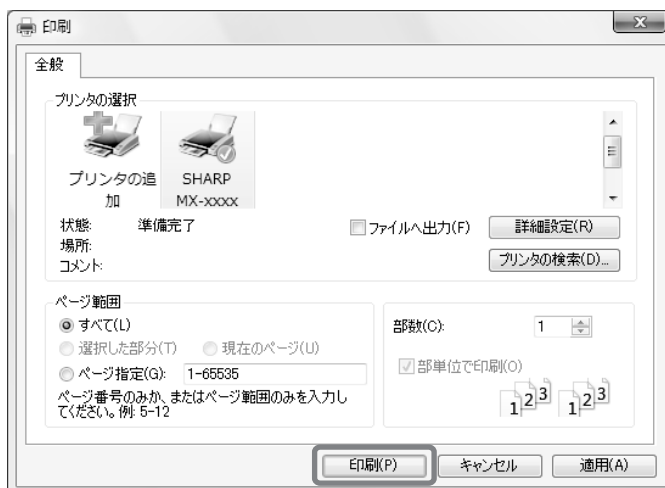 印刷
全般
プリンタの選択
プリンタの追加
SHARP
MX-xxxx
状態: 準備完了
場所:
コメント:
ファイルへ出力(F)
詳細設定(R)
プリンタの検索(D)...
ページ範囲
すべて(L)
選択した部分(T) 現在のページ(U)
ページ指定(G): 1-65535
ページ番号のみか、またはページ範囲のみを入力し
てください。例: 5-12
部数(C): 1
部単位で印刷(O)
1 2 3 1 2 3
印刷(P) キャンセル 適用(A)